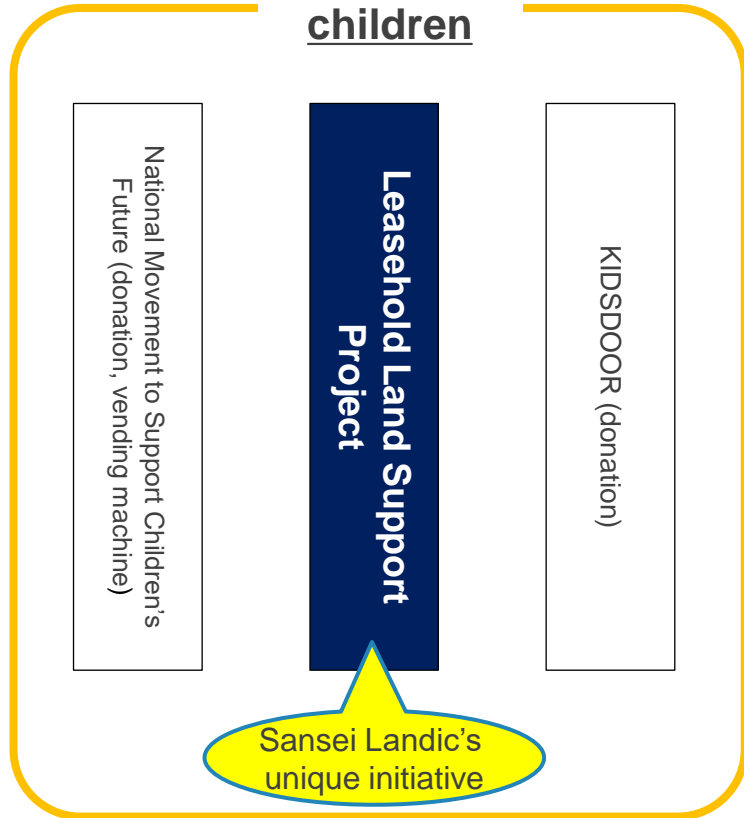 children
National Movement to Support Children's
Future (donation, vending machine)
Leasehold Land Support
Project
KIDSDOOR (donation)
Sansei Landic's
unique initiative